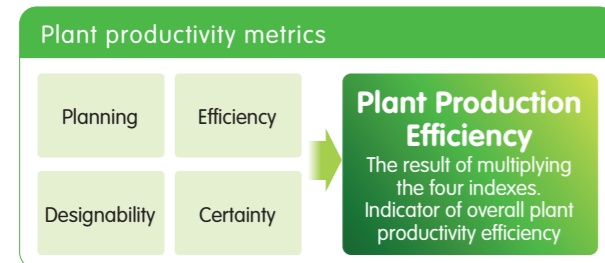 Plant productivity metrics
Planning
Efficiency
Designability
Certainty
Plant Production
Efficiency
The result of multiplying
the four indexes.
Indicator of overall plant
productivity efficiency